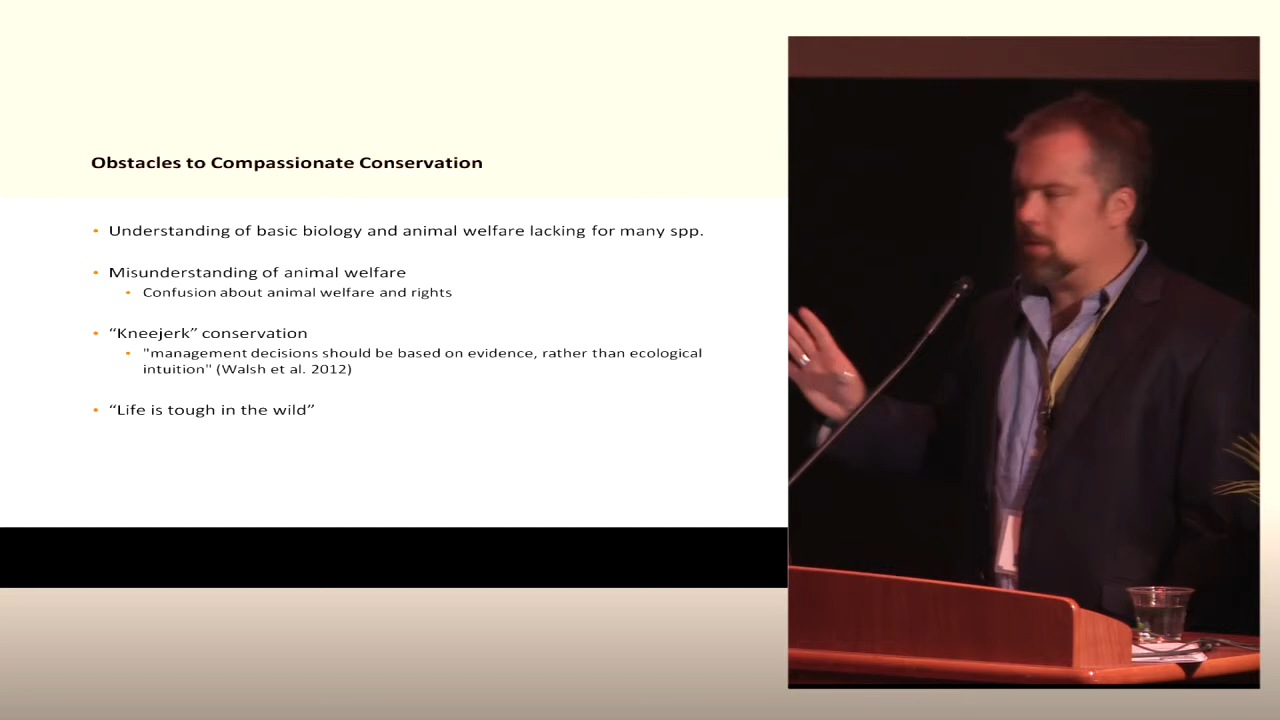 Obstacles to Compassionate Conservation
• Understanding of basic biology and animal welfare lacking for many spp.
• Misunderstanding of animal welfare
• Confusion about animal welfare and rights
• “Kneejerk” conservation
• "management decisions should be based on evidence, rather than ecological
intuition" (Walsh et al. 2012)
• “Life is tough in the wild”